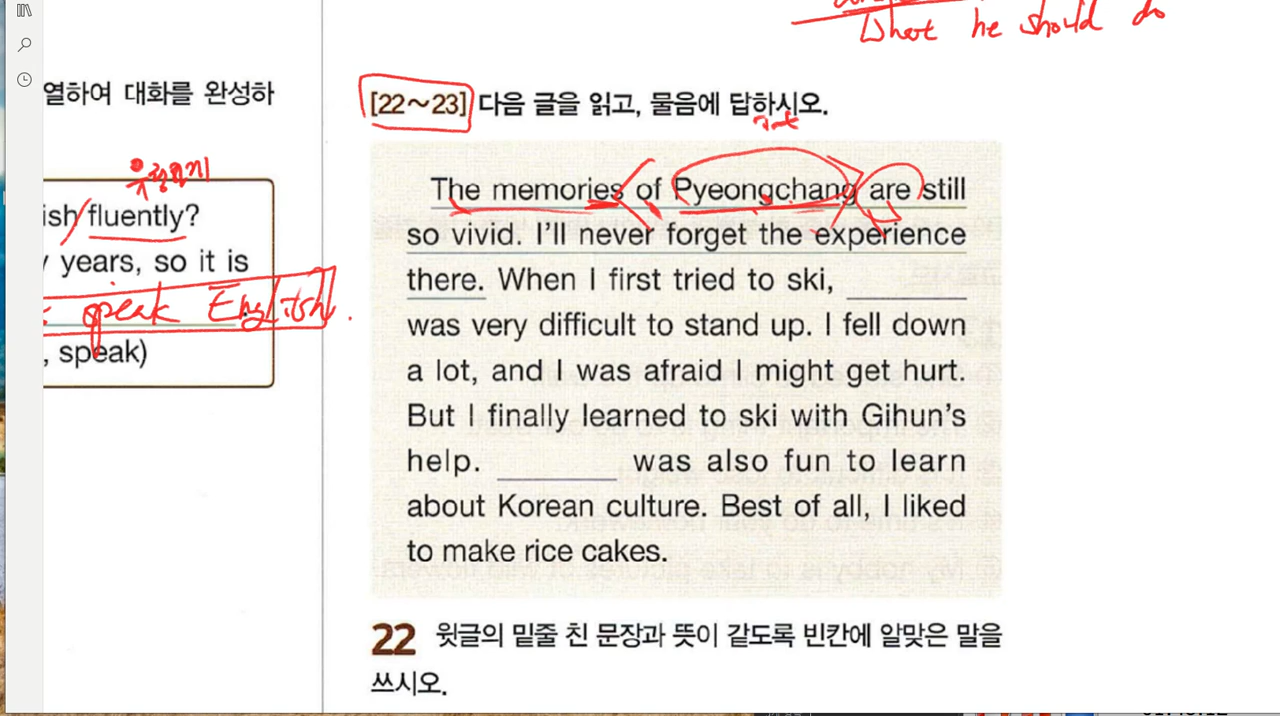 What he should do
열하여 대화를 완성하
유창하게
ish fluently?
years, so it is
speak English.
, speak)
[22~23] 다음 글을 읽고, 물음에 답하시오.
The memories of Pyeongchang are still
so vivid. I'll never forget the experience
there. When I first tried to ski, ________
was very difficult to stand up. I fell down
a lot, and I was afraid I might get hurt.
But I finally learned to ski with Gihun's
help. ________ was also fun to learn
about Korean culture. Best of all, I liked
to make rice cakes.
22 윗글의 밑줄 친 문장과 뜻이 같도록 빈칸에 알맞은 말을
쓰시오.